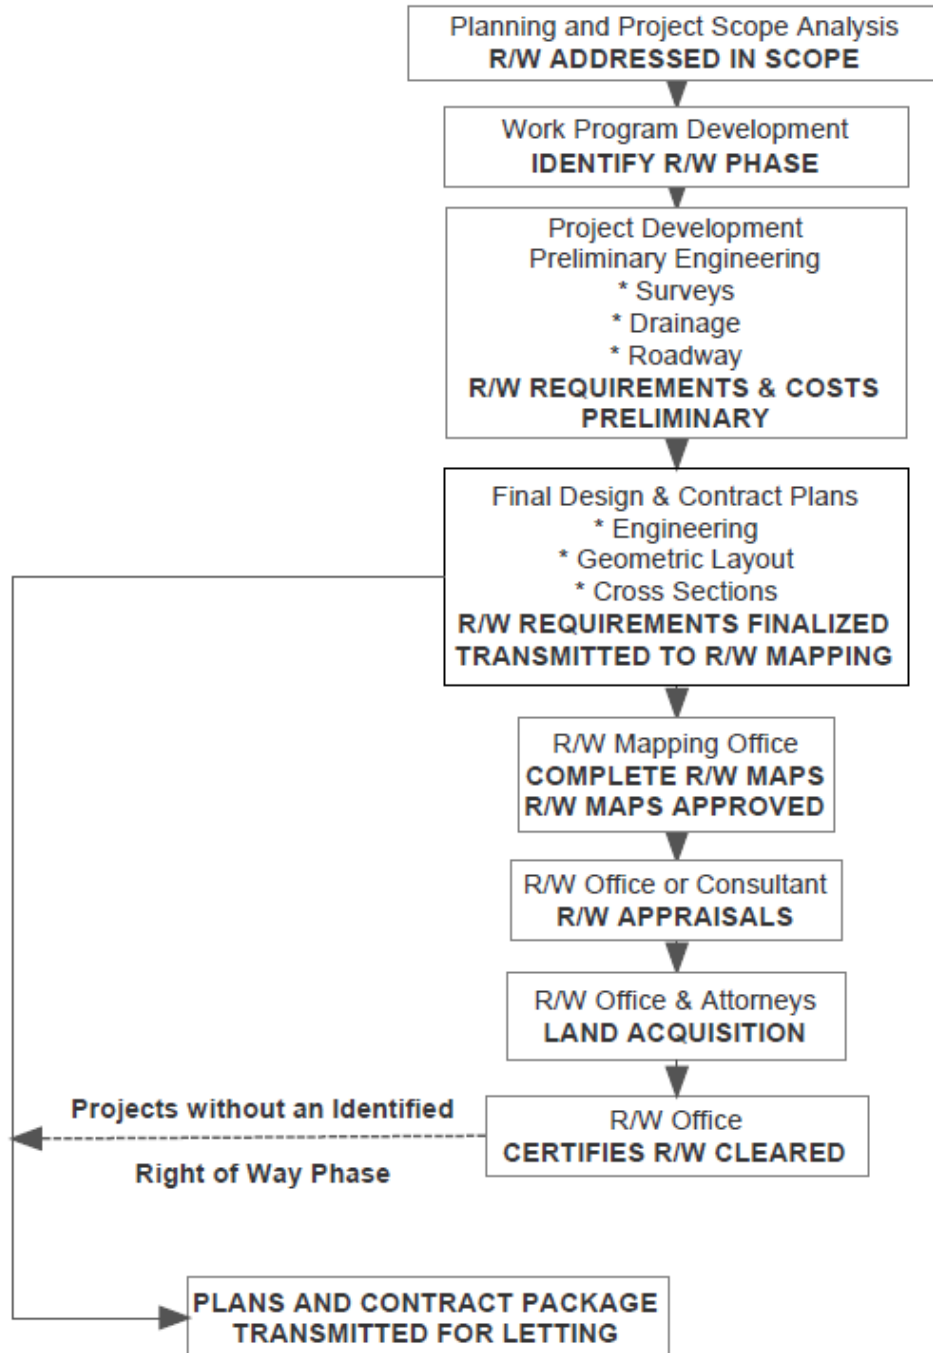 Planning and Project Scope Analysis
R/W ADDRESSED IN SCOPE
Work Program Development
IDENTIFY R/W PHASE
Project Development
Preliminary Engineering
* Surveys
* Drainage
* Roadway
R/W REQUIREMENTS & COSTS
PRELIMINARY
Final Design & Contract Plans
* Engineering
* Geometric Layout
* Cross Sections
R/W REQUIREMENTS FINALIZED
TRANSMITTED TO R/W MAPPING
R/W Mapping Office
COMPLETE R/W MAPS
R/W MAPS APPROVED
R/W Office or Consultant
R/W APPRAISALS
R/W Office & Attorneys
LAND ACQUISITION
Projects without an Identified
Right of Way Phase
R/W Office
CERTIFIES R/W CLEARED
PLANS AND CONTRACT PACKAGE
TRANSMITTED FOR LETTING